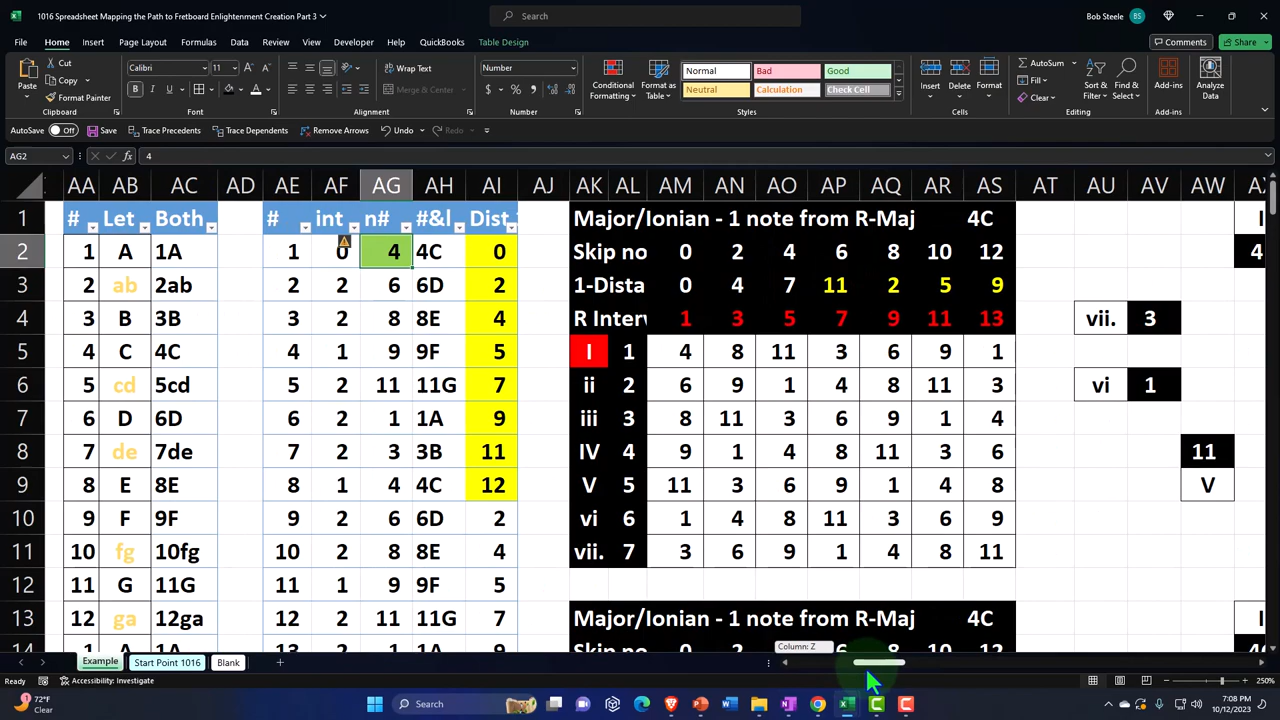 1016 Spreadsheet Mapping the Path to Fretboard Enlightenment Creation Part 3
Search
Bob Steele BS
File Home Insert Page Layout Formulas Data Review View Developer Help QuickBooks Table Design
Comments Share
Paste Cut Copy Format Painter
Clipboard
Calibri 11
B I U
Font
Wrap Text
Merge & Center
Alignment
Number
$ % 
Number
Conditional Formatting Format as Table
Normal Bad Good
Neutral Calculation Check Cell
Styles
Insert Delete Format
Cells
AutoSum Fill Clear
Sort & Filter Find & Select
Editing
Add-ins
Add-ins
Analyze Data
AutoSave Off Save Trace Precedents Trace Dependents Remove Arrows Undo Redo
AG2 fx 4
AA AB AC AD AE AF AG AH AI AJ AK AL AM AN AO AP AQ AR AS AT AU AV AW
1 # Let Both # int n# #&l Dist Major/Ionian - 1 note from R-Maj 4C
2 1 A 1A 1 0 4 4C 0 Skip no 0 2 4 6 8 10 12 4
3 2 ab 2ab 2 2 6 6D 2 1-Dista 0 4 7 11 2 5 9
4 3 B 3B 3 2 8 8E 4 R Interv 1 3 5 7 9 11 13 vii. 3
5 4 C 4C 4 1 9 9F 5 I 1 4 8 11 3 6 9 1
6 5 cd 5cd 5 2 11 11G 7 ii 2 6 9 1 4 8 11 3 vi 1
7 6 D 6D 6 2 1 1A 9 iii 3 8 11 3 6 9 1 4
8 7 de 7de 7 2 3 3B 11 IV 4 9 1 4 8 11 3 6 11
9 8 E 8E 8 1 4 4C 12 V 5 11 3 6 9 1 4 8 V
10 9 F 9F 9 2 6 6D 2 vi 6 1 4 8 11 3 6 9
11 10 fg 10fg 10 2 8 8E 4 vii. 7 3 6 9 1 4 8 11
12 11 G 11G 11 1 9 9F 5
13 12 ga 12ga 12 2 11 11G 7 Major/Ionian - 1 note from R-Maj 4C
Column: Z
Example Start Point 1016 Blank
Ready Accessibility: Investigate 250%
72°F
Clear
Search
7:08 PM
10/12/2023